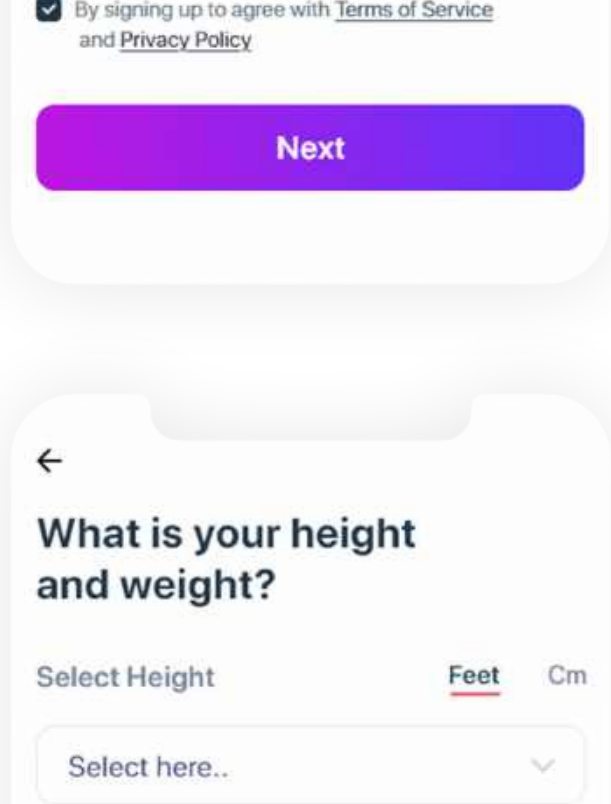 By signing up to agree with Terms of Service
and Privacy Policy
Next
What is your height
and weight?
Select Height Feet Cm
Select here..